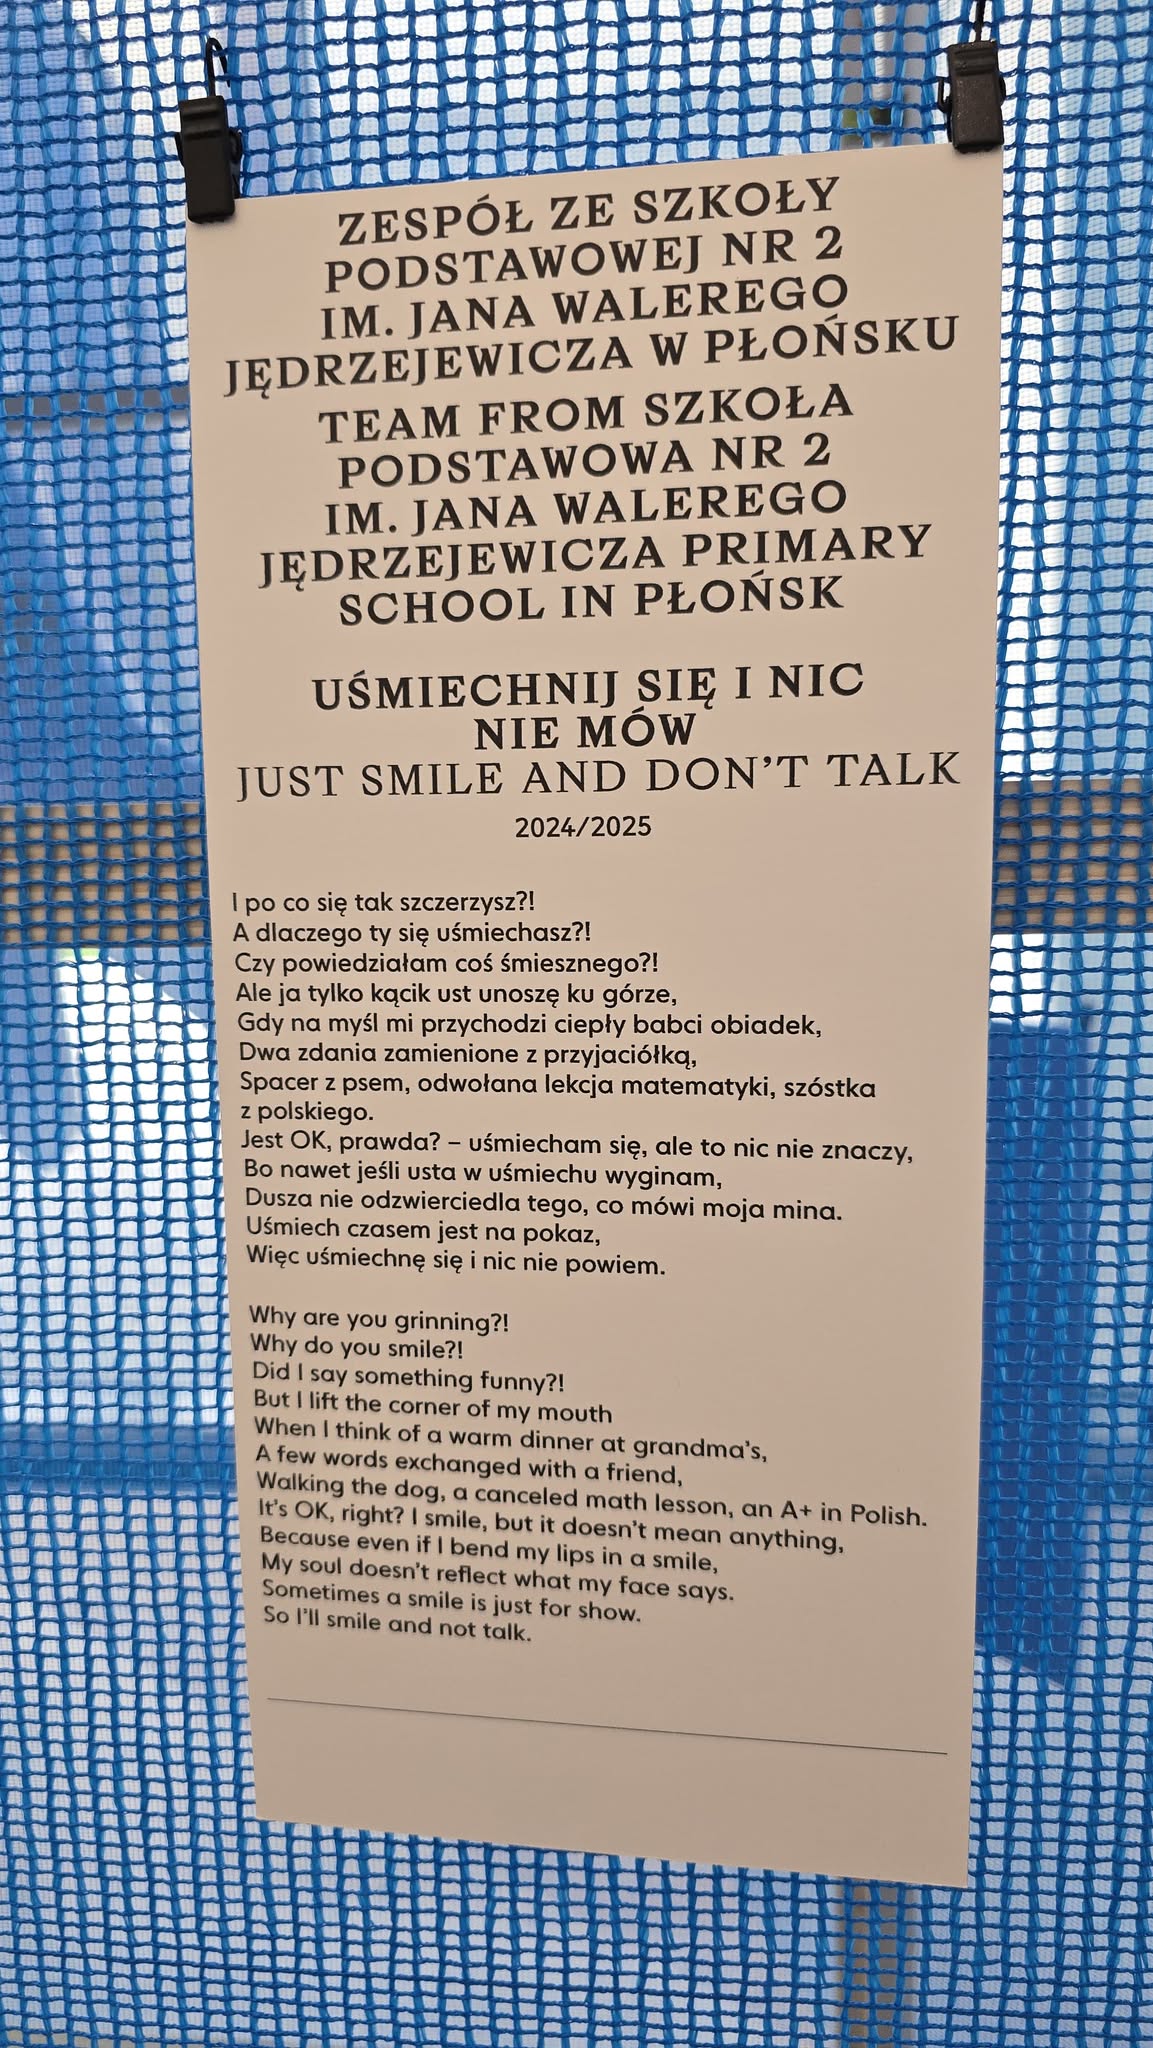 ZESPÓŁ ZE SZKOŁY
PODSTAWOWEJ NR 2
IM. JANA WALEREGO
JĘDRZEJEWICZA W PŁOŃSKU
TEAM FROM SZKOŁA
PODSTAWOWA NR 2
IM. JANA WALEREGO
JĘDRZEJEWICZA PRIMARY
SCHOOL IN PŁOŃSK
UŚMIECHNIJ SIĘ I NIC
NIE MÓW
JUST SMILE AND DON'T TALK
2024/2025
I po co się tak szczerzysz?!
A dlaczego ty się uśmiechasz?!
Czy powiedziałam coś śmiesznego?!
Ale ja tylko kącik ust unoszę ku górze,
Gdy na myśl mi przychodzi ciepły babci obiadek,
Dwa zdania zamienione z przyjaciółką,
Spacer z psem, odwołana lekcja matematyki, szóstka
z polskiego.
Jest OK, prawda? – uśmiecham się, ale to nic nie znaczy,
Bo nawet jeśli usta w uśmiechu wyginam,
Dusza nie odzwierciedla tego, co mówi moja mina.
Uśmiech czasem jest na pokaz,
Więc uśmiechnę się i nic nie powiem.
Why are you grinning?!
Why do you smile?!
Did I say something funny?!
But I lift the corner of my mouth
When I think of a warm dinner at grandma's,
A few words exchanged with a friend,
Walking the dog, a canceled math lesson, an A+ in Polish.
It's OK, right? I smile, but it doesn't mean anything,
Because even if I bend my lips in a smile,
My soul doesn't reflect what my face says.
Sometimes a smile is just for show.
So I'll smile and not talk.